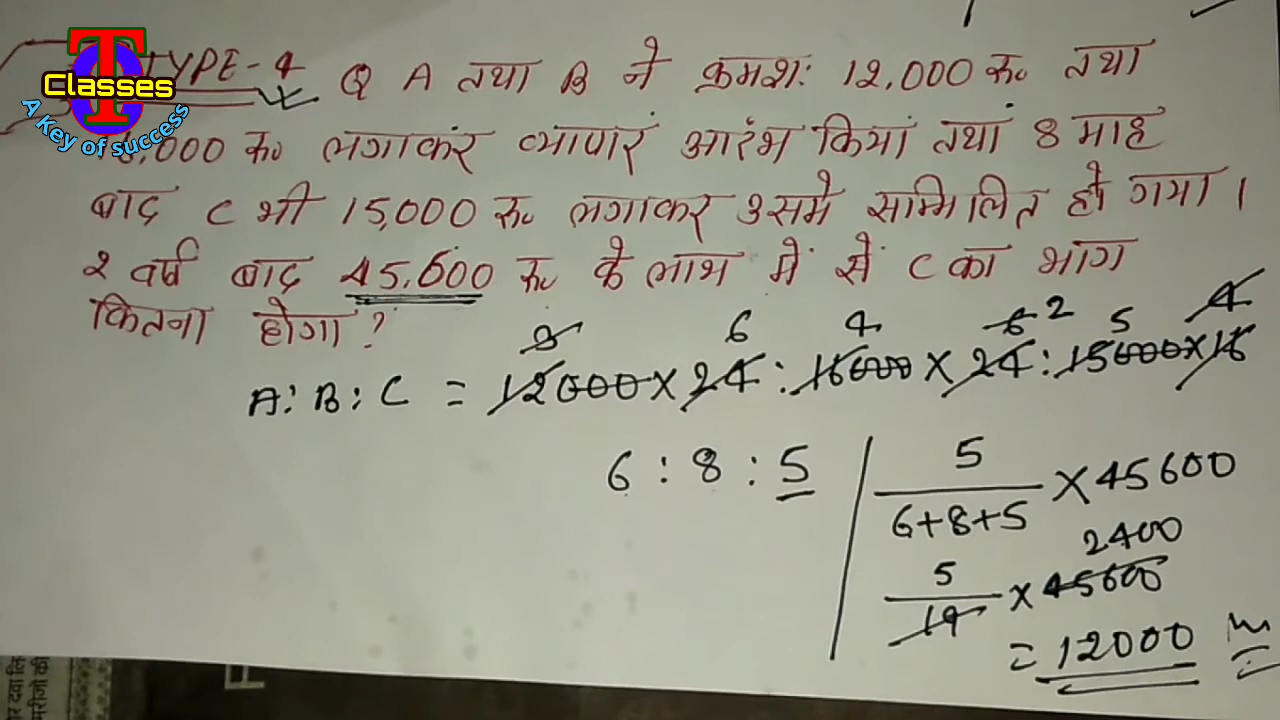 T
Classes
A Key of success
TYPE-4 Q A तथा B ने क्रमशः 12,000 रू० तथा
16,000 रू० लगाकर व्यापार आरंभ किया तथा 8 माह
बाद C भी 15,000 रू० लगाकर उसमे सम्मिलित हो गया।
2 वर्ष बाद 45,600 रू० के लाभ में से C का भाग
कितना होगा?
3 6 4 6 2 5 4
A:B:C = 12000×24 : 16000×24 : 15000×16
6 : 8 : 5
5
6+8+5
×45600
2400
5
19
×45600
=12000